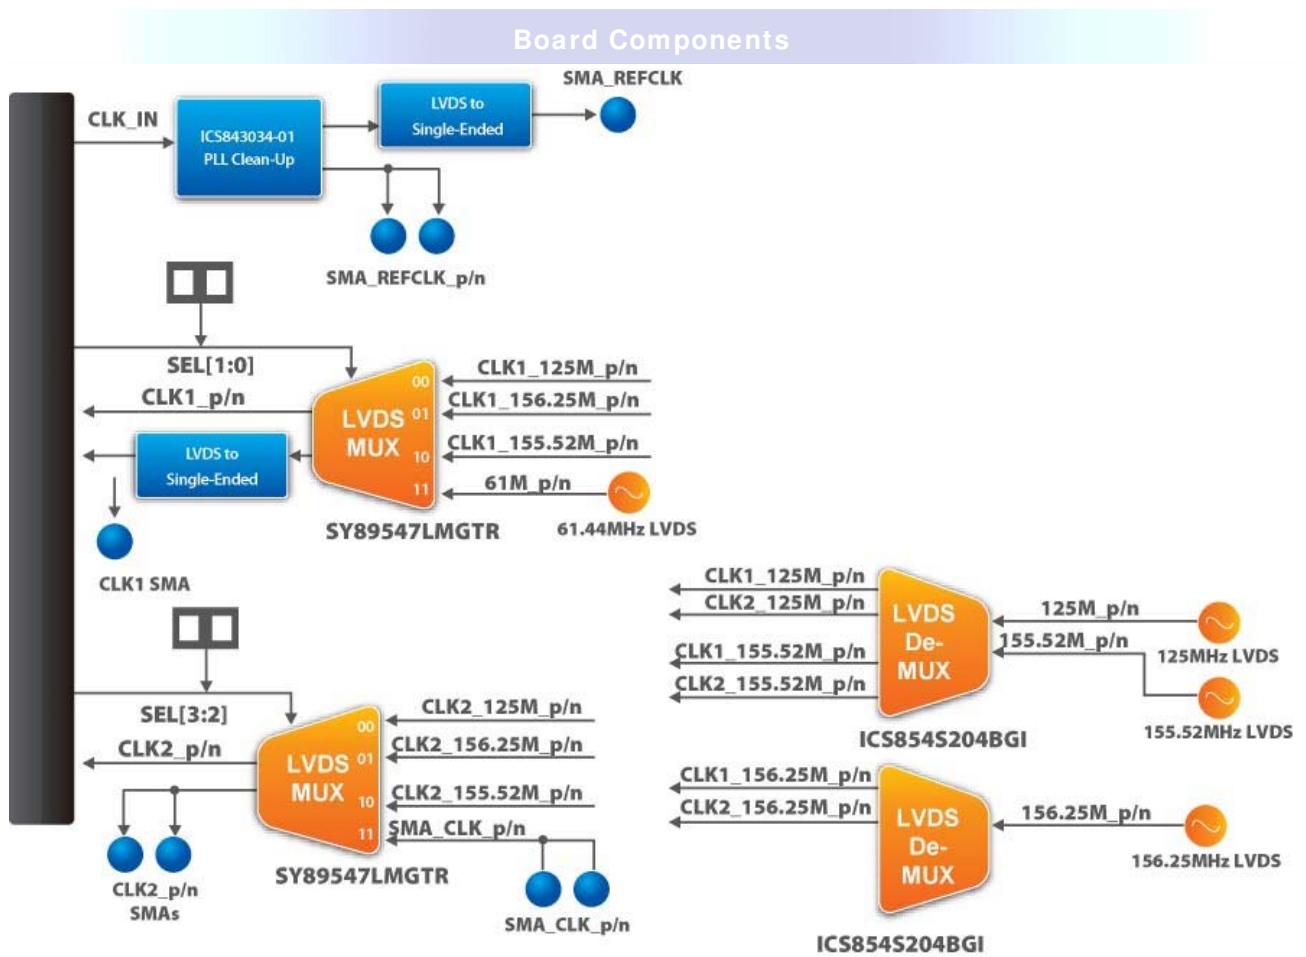 Board Components
SMA_REFCLK
CLK_IN
ICS843034-01
PLL Clean-Up
LVDS to
Single-Ended
SMA_REFCLK_p/n
SEL[1:0]
CLK1_p/n
LVDS to
Single-Ended
CLK1 SMA
LVDS
MUX
00
01
10
11
CLK1_125M_p/n
CLK1_156.25M_p/n
CLK1_155.52M_p/n
61M_p/n
61.44MHz LVDS
SY89547LMGTR
SEL[3:2]
CLK2_p/n
CLK2_p/n
SMAs
LVDS
MUX
00
01
10
11
CLK2_125M_p/n
CLK2_156.25M_p/n
CLK2_155.52M_p/n
SMA_CLK_p/n
SY89547LMGTR
SMA_CLK_p/n
CLK1_125M_p/n
CLK2_125M_p/n
CLK1_155.52M_p/n
CLK2_155.52M_p/n
LVDS
De-
MUX
125M_p/n
155.52M_p/n
125MHz LVDS
155.52MHz LVDS
ICS854S204BGI
CLK1_156.25M_p/n
CLK2_156.25M_p/n
LVDS
De-
MUX
156.25M_p/n
156.25MHz LVDS
ICS854S204BGI